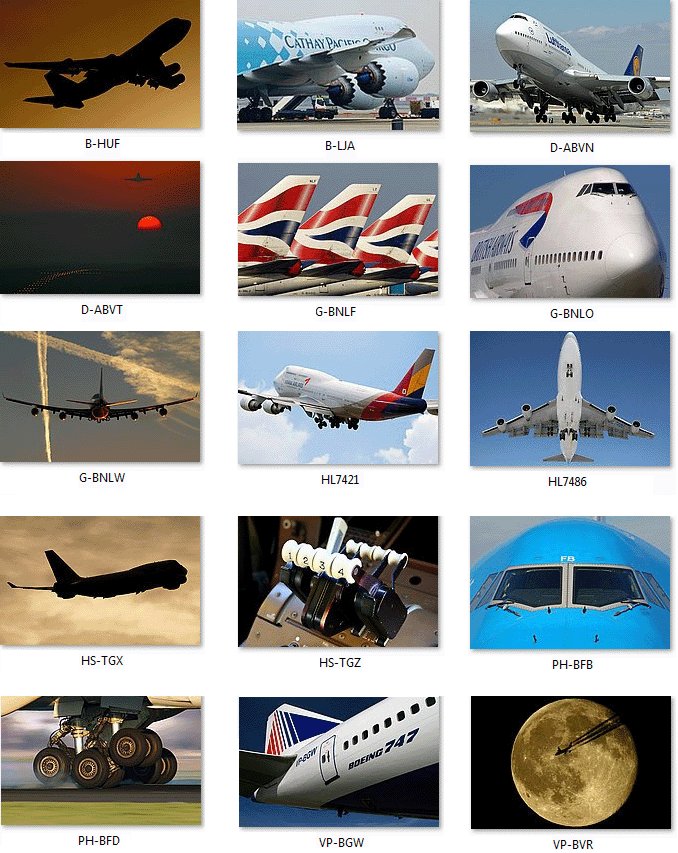 CATHAY PACIFIC CARGO
Lufthansa
B-HUF
B-LJA
D-ABVN
BRITISH AIRWAYS
D-ABVT
G-BNLF
G-BNLO
G-BNLW
HL7421
HL7486
1 2 3 4
FB
HS-TGX
HS-TGZ
PH-BFB
VP-BGW
BOEING 747
PH-BFD
VP-BGW
VP-BVR